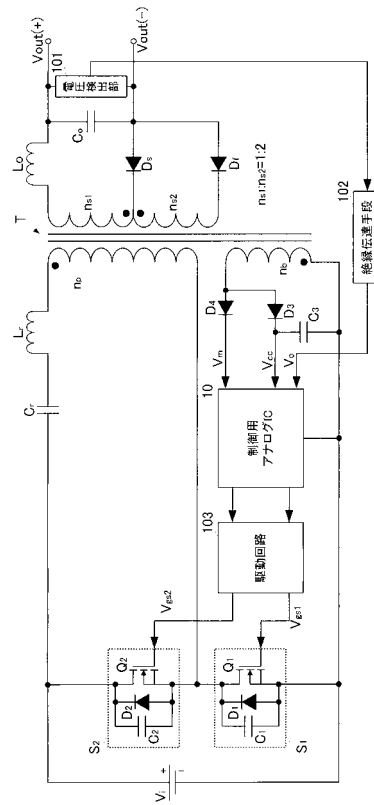 Vout(+)
Vout(-)
101
電圧検出部
Lo
Co
Ds
Df
ns1
ns2
ns1:ns2=1:2
T
np
nb
Lr
Cr
D4
D3
C3
Vm
Vcc
Vc
10
制御用
アナログIC
102
絶縁伝達手段
103
駆動回路
Vgs2
Vgs1
Q2
D2
C2
S2
Q1
D1
C1
S1
Vi
+